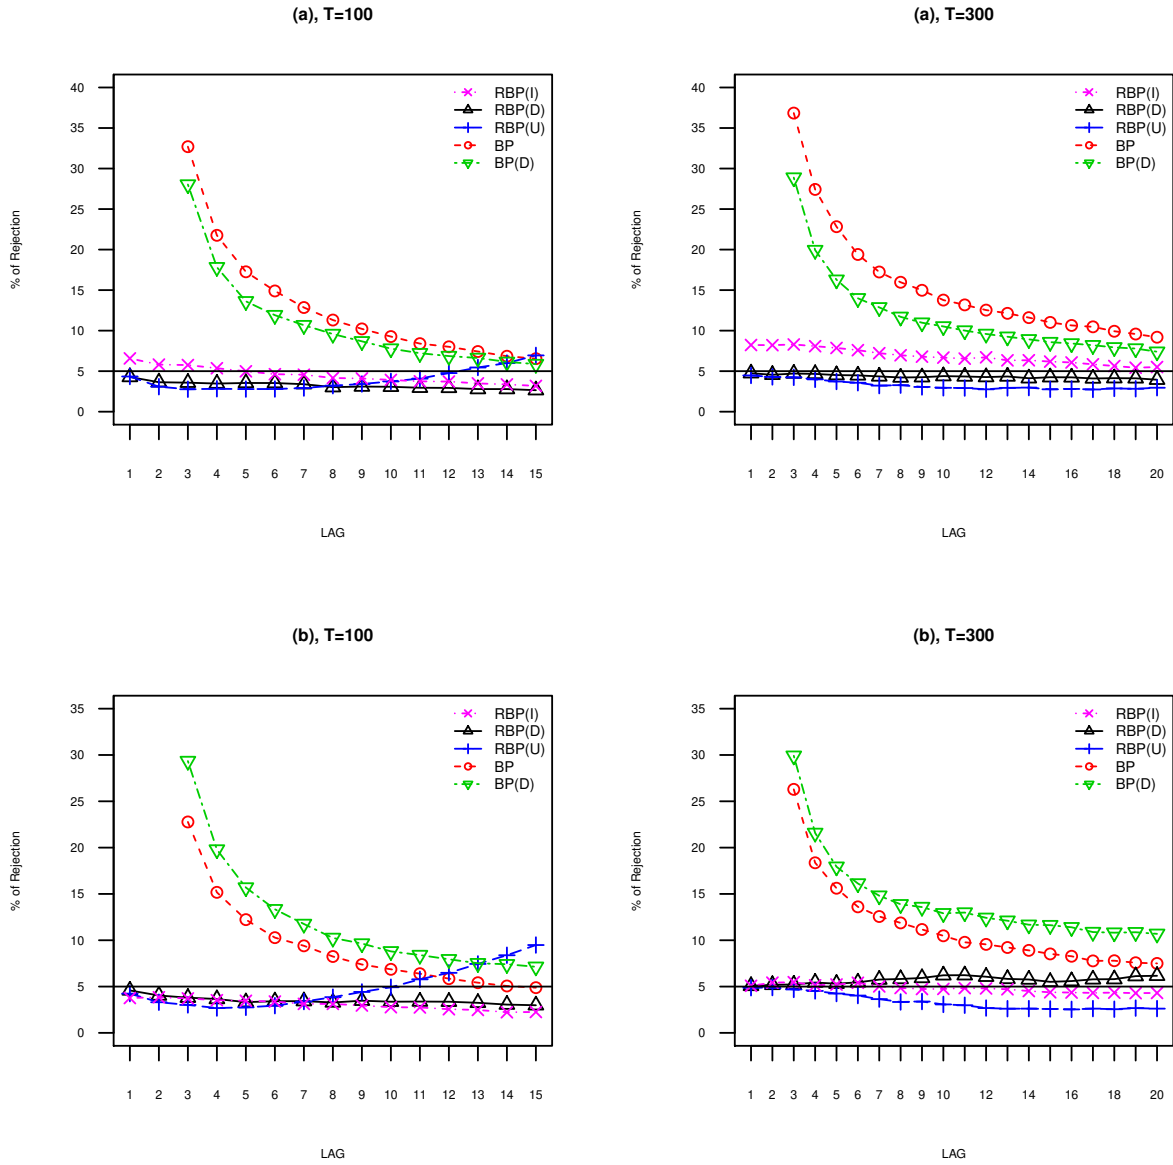 (a), T=100
% of Rejection
40
35
30
25
20
15
10
5
0
RBP(I)
RBP(D)
RBP(U)
BP
BP(D)
1 2 3 4 5 6 7 8 9 10 11 12 13 14 15
LAG
(a), T=300
% of Rejection
40
35
30
25
20
15
10
5
0
RBP(I)
RBP(D)
RBP(U)
BP
BP(D)
1 2 3 4 5 6 7 8 9 10 12 14 16 18 20
LAG
(b), T=100
% of Rejection
35
30
25
20
15
10
5
0
RBP(I)
RBP(D)
RBP(U)
BP
BP(D)
1 2 3 4 5 6 7 8 9 10 11 12 13 14 15
LAG
(b), T=300
% of Rejection
35
30
25
20
15
10
5
0
RBP(I)
RBP(D)
RBP(U)
BP
BP(D)
1 2 3 4 5 6 7 8 9 10 12 14 16 18 20
LAG